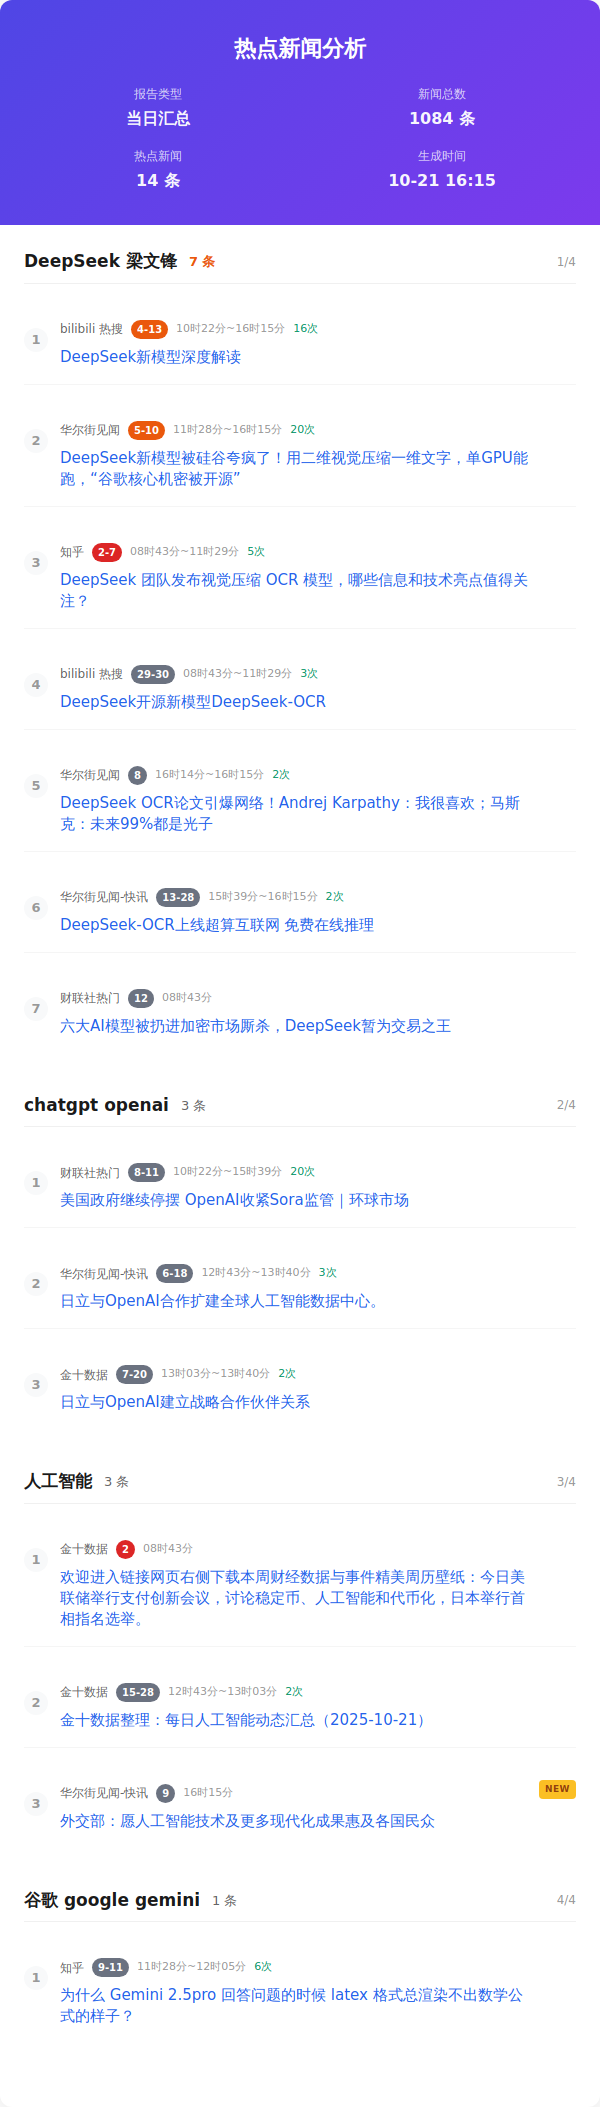 热点新闻分析
报告类型
新闻总数
当日汇总
1084 条
热点新闻
生成时间
14 条
10-21 16:15
DeepSeek 梁文锋 7 条 1/4
1 bilibili 热搜 4-13 10时22分~16时15分 16次
DeepSeek新模型深度解读
2 华尔街见闻 5-10 11时28分~16时15分 20次
DeepSeek新模型被硅谷夸疯了！用二维视觉压缩一维文字，单GPU能
跑，“谷歌核心机密被开源”
3 知乎 2-7 08时43分~11时29分 5次
DeepSeek 团队发布视觉压缩 OCR 模型，哪些信息和技术亮点值得关
注？
4 bilibili 热搜 29-30 08时43分~11时29分 3次
DeepSeek开源新模型DeepSeek-OCR
5 华尔街见闻 8 16时14分~16时15分 2次
DeepSeek OCR论文引爆网络！Andrej Karpathy：我很喜欢；马斯
克：未来99%都是光子
6 华尔街见闻-快讯 13-28 15时39分~16时15分 2次
DeepSeek-OCR上线超算互联网 免费在线推理
7 财联社热门 12 08时43分
六大AI模型被扔进加密市场厮杀，DeepSeek暂为交易之王
chatgpt openai 3 条 2/4
1 财联社热门 8-11 10时22分~15时39分 20次
美国政府继续停摆 OpenAI收紧Sora监管｜环球市场
2 华尔街见闻-快讯 6-18 12时43分~13时40分 3次
日立与OpenAI合作扩建全球人工智能数据中心。
3 金十数据 7-20 13时03分~13时40分 2次
日立与OpenAI建立战略合作伙伴关系
人工智能 3 条 3/4
1 金十数据 2 08时43分
欢迎进入链接网页右侧下载本周财经数据与事件精美周历壁纸：今日美
联储举行支付创新会议，讨论稳定币、人工智能和代币化，日本举行首
相指名选举。
2 金十数据 15-28 12时43分~13时03分 2次
金十数据整理：每日人工智能动态汇总（2025-10-21）
3 华尔街见闻-快讯 9 16时15分 NEW
外交部：愿人工智能技术及更多现代化成果惠及各国民众
谷歌 google gemini 1 条 4/4
1 知乎 9-11 11时28分~12时05分 6次
为什么 Gemini 2.5pro 回答问题的时候 latex 格式总渲染不出数学公
式的样子？